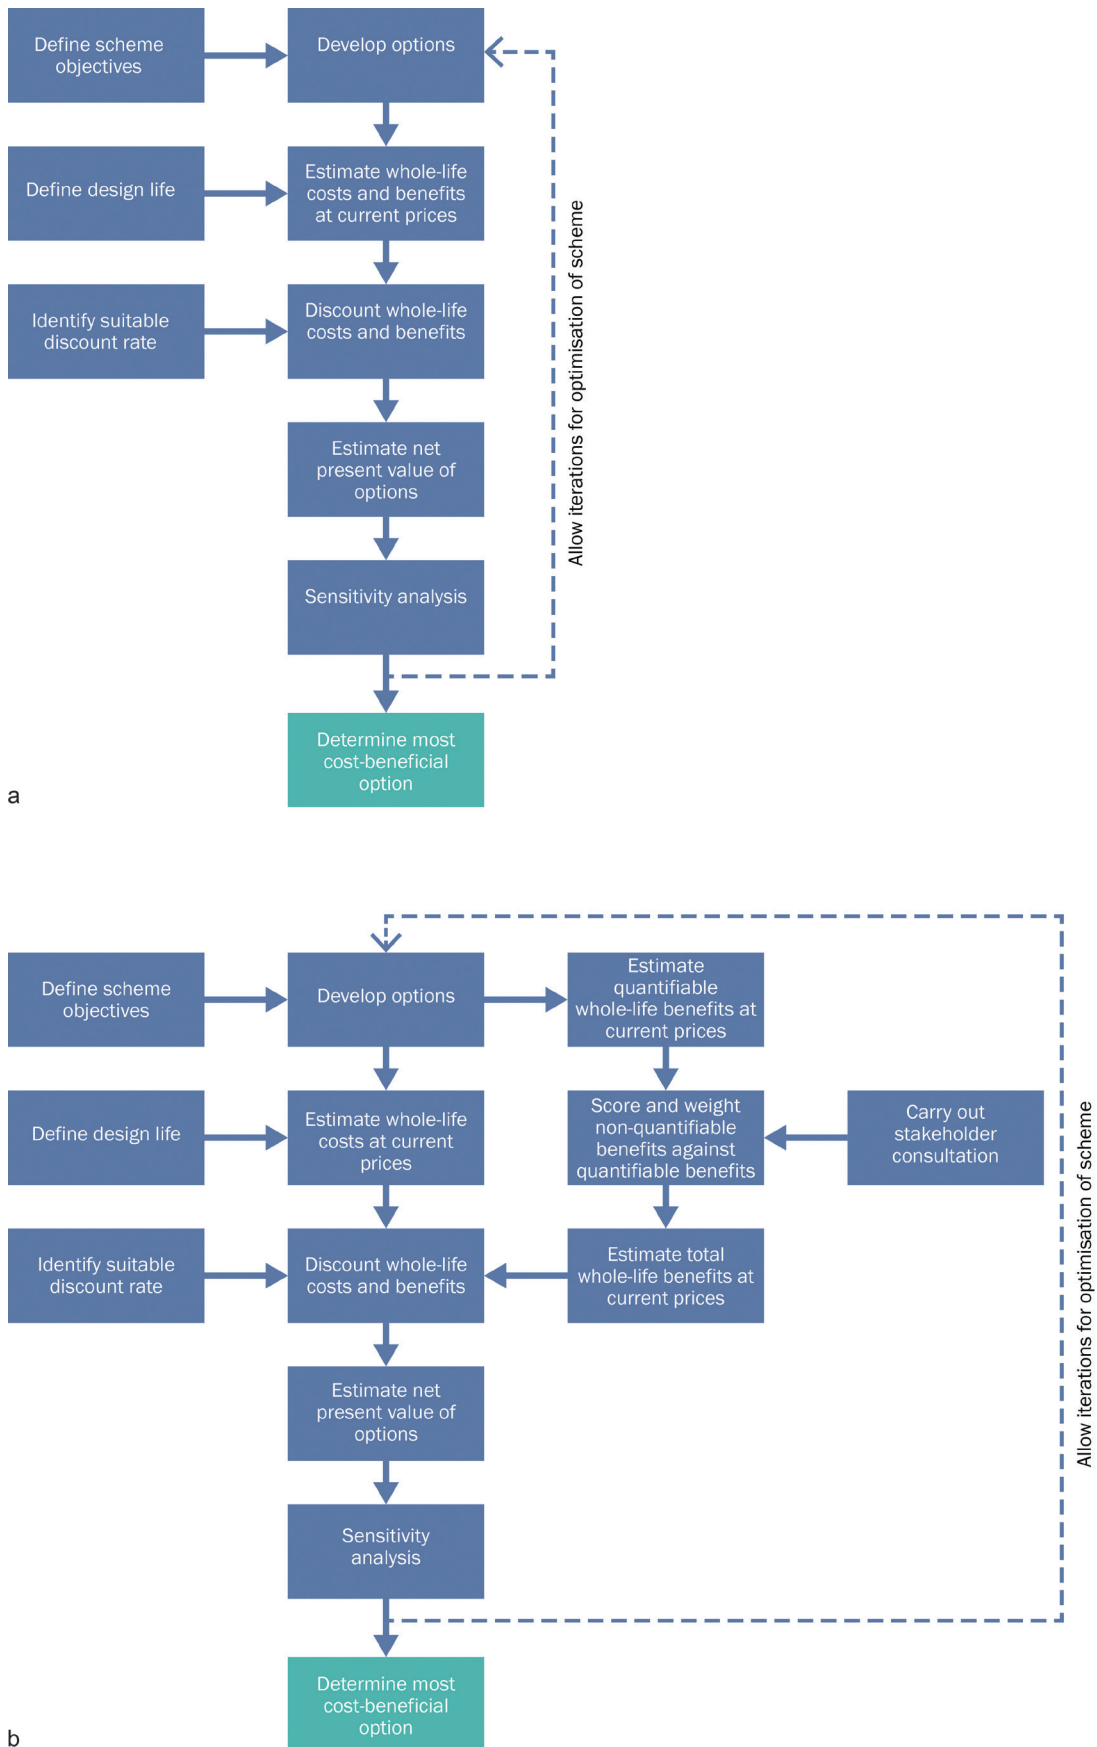 Define scheme
objectives
Develop options
Define design life
Estimate whole-life
costs and benefits
at current prices
Identify suitable
discount rate
Discount whole-life
costs and benefits
Estimate net
present value of
options
Sensitivity analysis
Determine most
cost-beneficial
option
Allow iterations for optimisation of scheme
a
Define scheme
objectives
Develop options
Estimate
quantifiable
whole-life benefits at
current prices
Define design life
Estimate whole-life
costs at current
prices
Score and weight
non-quantifiable
benefits against
quantifiable benefits
Carry out
stakeholder
consultation
Identify suitable
discount rate
Discount whole-life
costs and benefits
Estimate total
whole-life benefits at
current prices
Estimate net
present value of
options
Sensitivity
analysis
Determine most
cost-beneficial
option
Allow iterations for optimisation of scheme
b